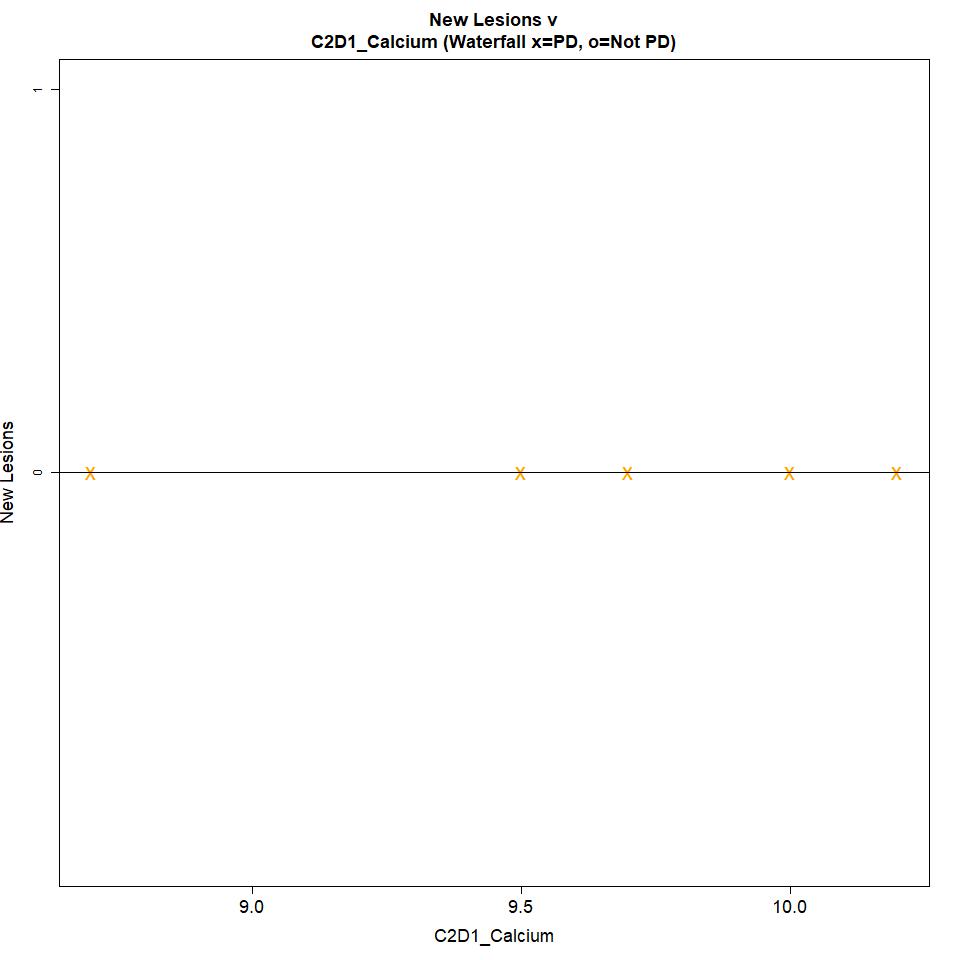 New Lesions v
C2D1_Calcium (Waterfall x=PD, o=Not PD)
1
New Lesions
0
x x x x x
9.0 9.5 10.0
C2D1_Calcium